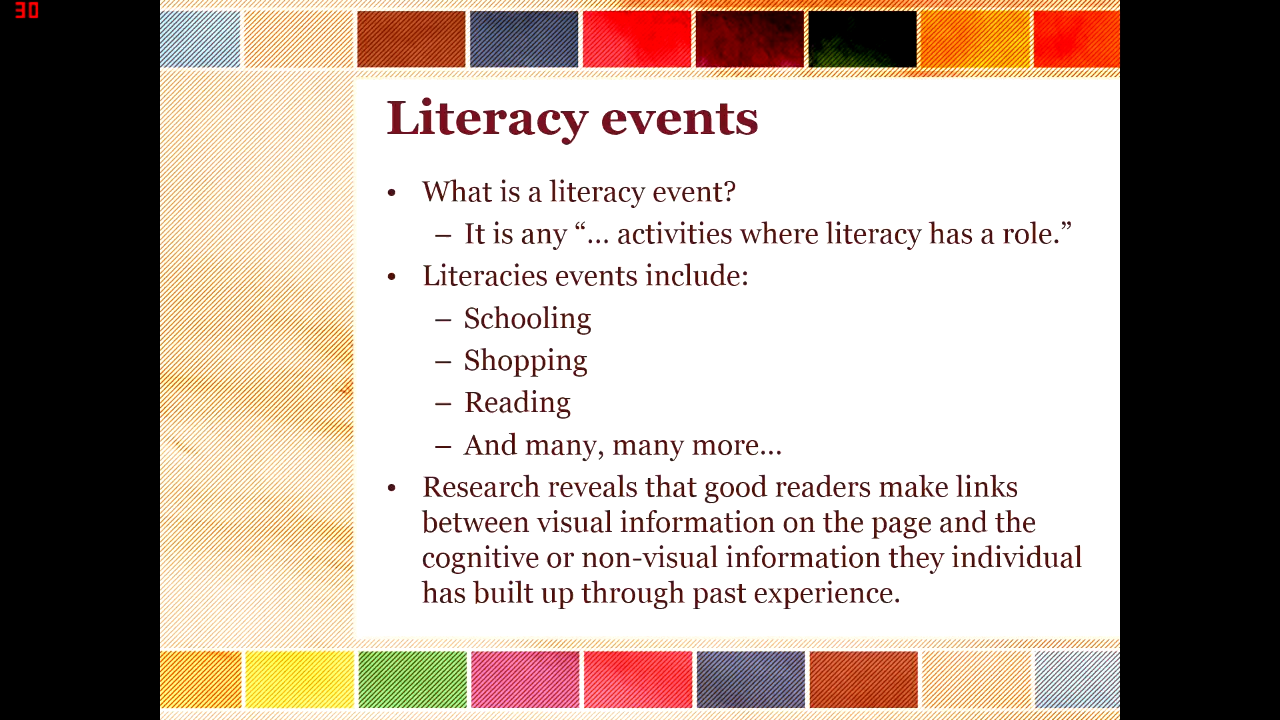 30
Literacy events
• What is a literacy event?
– It is any “… activities where literacy has a role.”
• Literacies events include:
– Schooling
– Shopping
– Reading
– And many, many more…
• Research reveals that good readers make links
between visual information on the page and the
cognitive or non-visual information they individual
has built up through past experience.